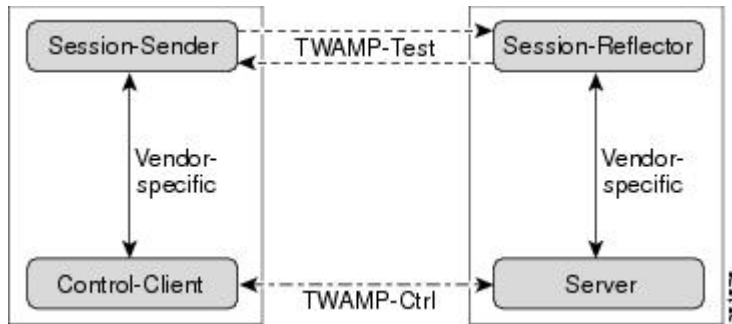 Session-Sender
TWAMP-Test
Session-Reflector
Vendor-
specific
Vendor-
specific
Control-Client
TWAMP-Ctrl
Server